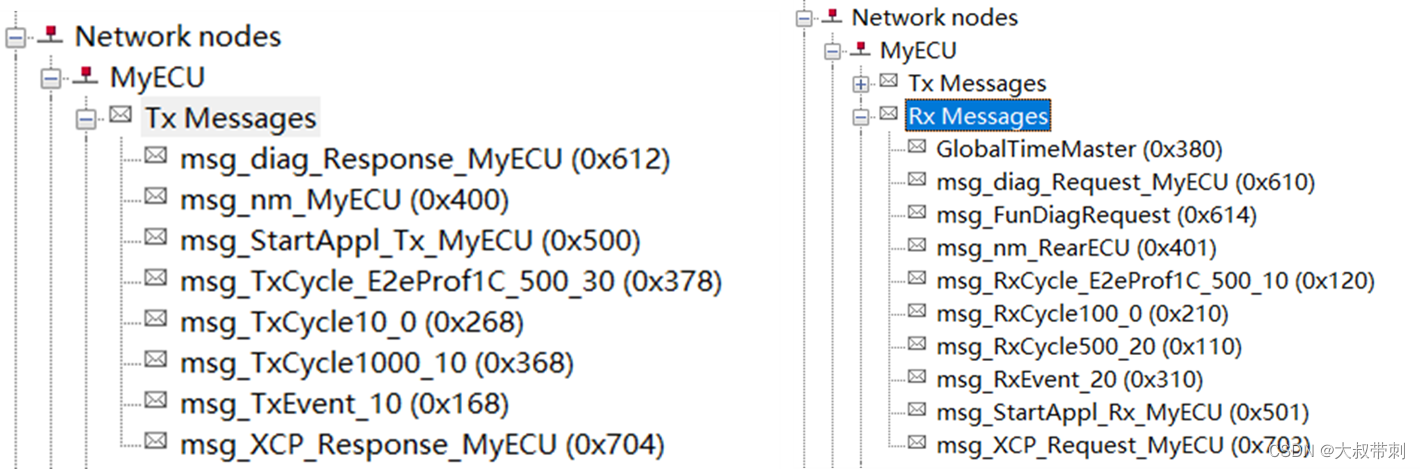 Network nodes
MyECU
Tx Messages
msg_diag_Response_MyECU (0x612)
msg_nm_MyECU (0x400)
msg_StartAppl_Tx_MyECU (0x500)
msg_TxCycle_E2eProf1C_500_30 (0x378)
msg_TxCycle10_0 (0x268)
msg_TxCycle1000_10 (0x368)
msg_TxEvent_10 (0x168)
msg_XCP_Response_MyECU (0x704)
Network nodes
MyECU
Tx Messages
Rx Messages
GlobalTimeMaster (0x380)
msg_diag_Request_MyECU (0x610)
msg_FunDiagRequest (0x614)
msg_nm_RearECU (0x401)
msg_RxCycle_E2eProf1C_500_10 (0x120)
msg_RxCycle100_0 (0x210)
msg_RxCycle500_20 (0x110)
msg_RxEvent_20 (0x310)
msg_StartAppl_Rx_MyECU (0x501)
msg_XCP_Request_MyECU (0x703)
CSDN @大叔带刺